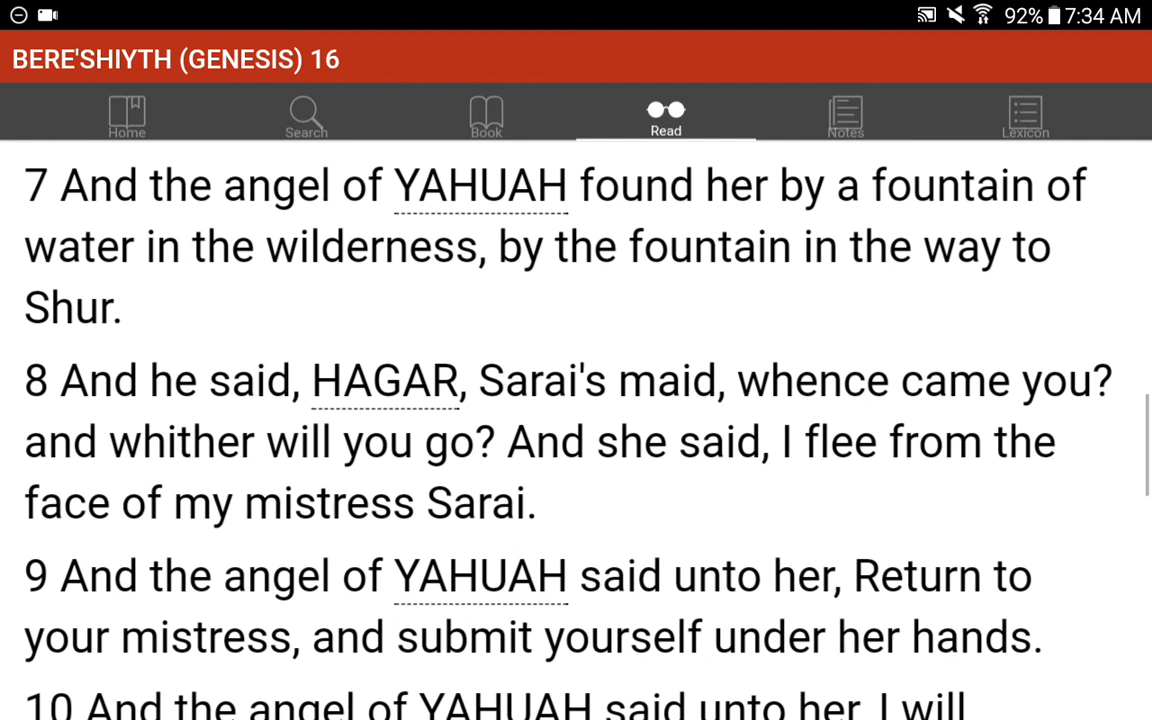 92% 7:34 AM
BERE'SHIYTH (GENESIS) 16
Home Search Book Read Notes Lexicon
7 And the angel of YAHUAH found her by a fountain of
water in the wilderness, by the fountain in the way to
Shur.
8 And he said, HAGAR, Sarai's maid, whence came you?
and whither will you go? And she said, I flee from the
face of my mistress Sarai.
9 And the angel of YAHUAH said unto her, Return to
your mistress, and submit yourself under her hands.
10 And the angel of YAHUAH said unto her, I will